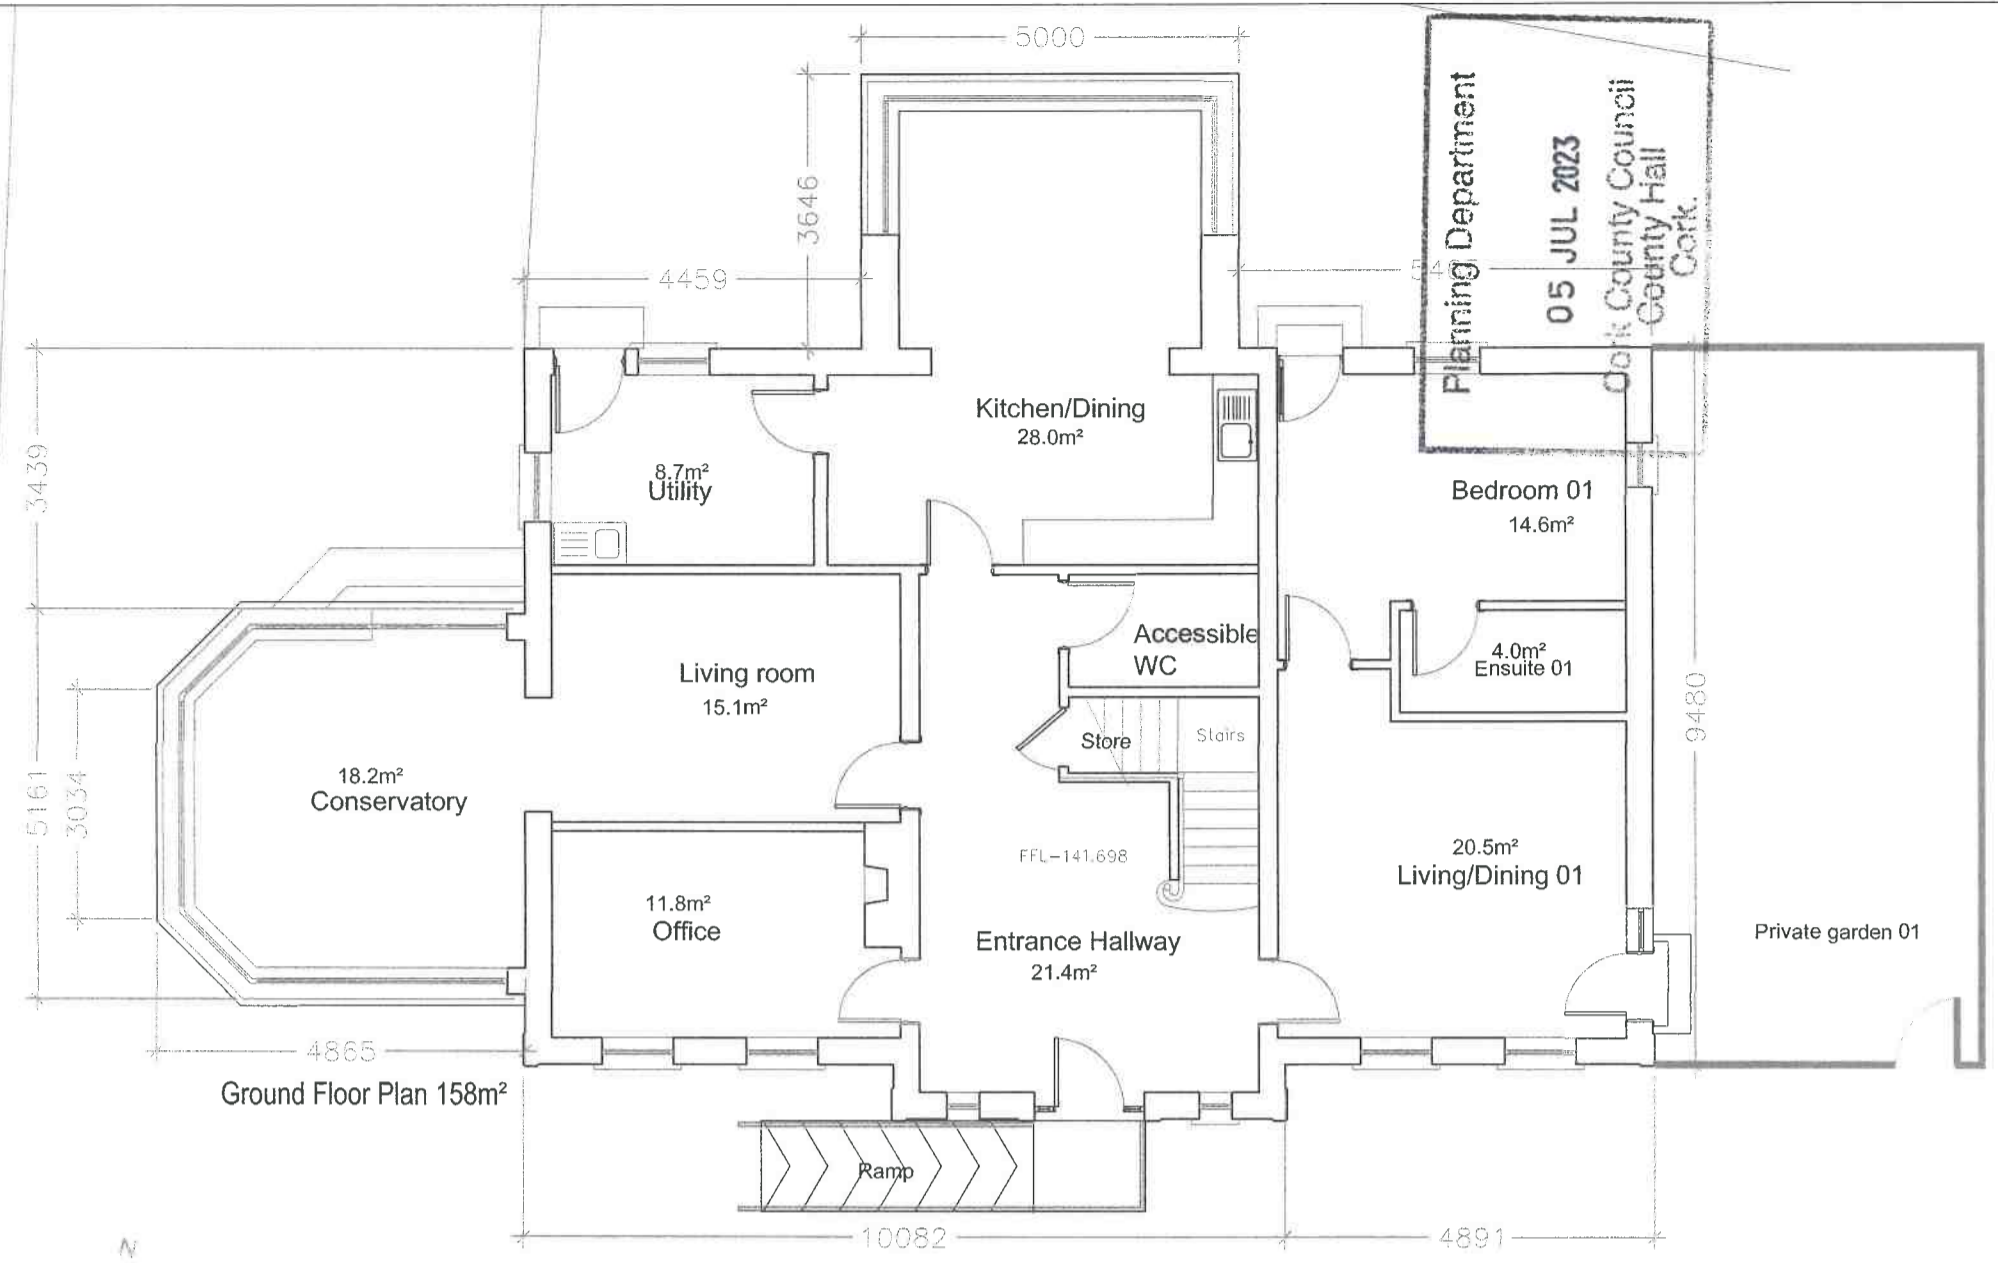 5000
Planning Department
05 JUL 2023
Cork County Council
County Hall
Cork.
3646
4459
3439
Kitchen/Dining
28.0m²
8.7m²
Utility
Bedroom 01
14.6m²
Accessible
WC
4.0m²
Ensuite 01
Living room
15.1m²
9480
Store
Stairs
5161
3034
18.2m²
Conservatory
FFL-141.698
20.5m²
Living/Dining 01
11.8m²
Office
Entrance Hallway
21.4m²
Private garden 01
4865
Ground Floor Plan 158m²
Ramp
10082
4891
N